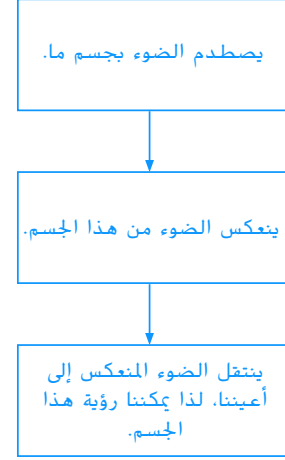 يصطدم الضوء بجسم ما.
ينعكس الضوء من هذا الجسم.
ينتقل الضوء المنعكس إلى
أعيننا، لذا يمكننا رؤية هذا
الجسم.